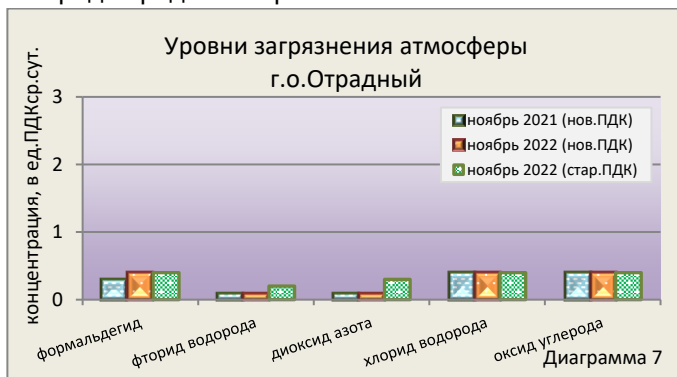 Уровни загрязнения атмосферы
г.о.Отрадный
концентрация, в ед.ПДКср.сут.
3
2
1
0
ноябрь 2021 (нов.ПДК)
ноябрь 2022 (нов.ПДК)
ноябрь 2022 (стар.ПДК)
формальдегид
фторид водорода
диоксид азота
хлорид водорода
оксид углерода
Диаграмма 7